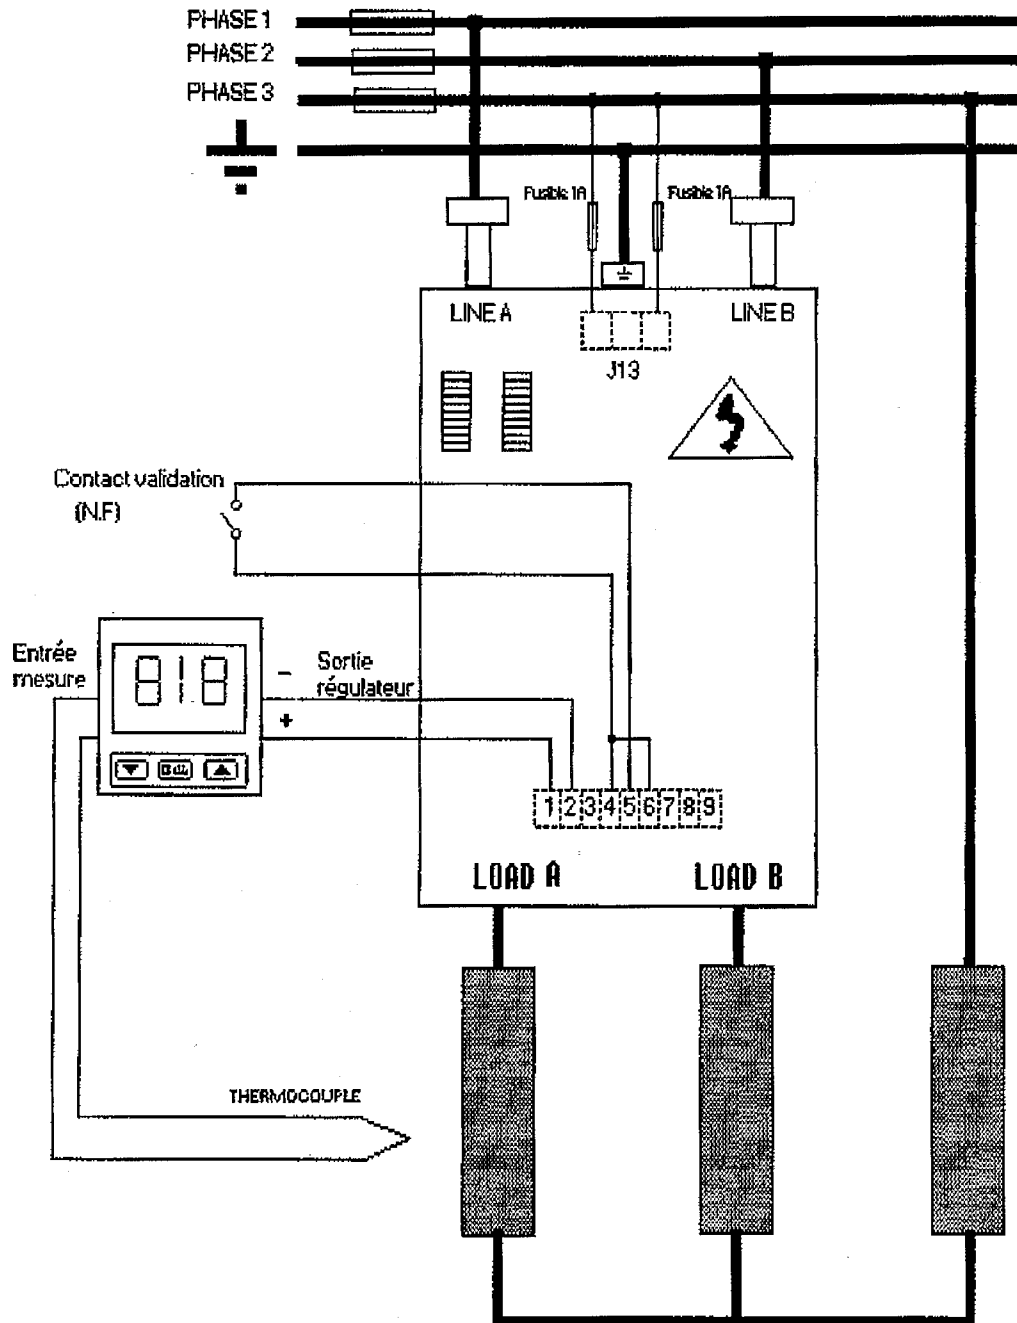 PHASE 1
PHASE 2
PHASE 3
Fusible 1A
Fusible 1A
LINE A
LINE B
J13
Contact validation
(N.F)
Entrée
mesure
-
Sortie
régulateur
+
1 2 3 4 5 6 7 8 9
LOAD A
LOAD B
THERMOCOUPLE